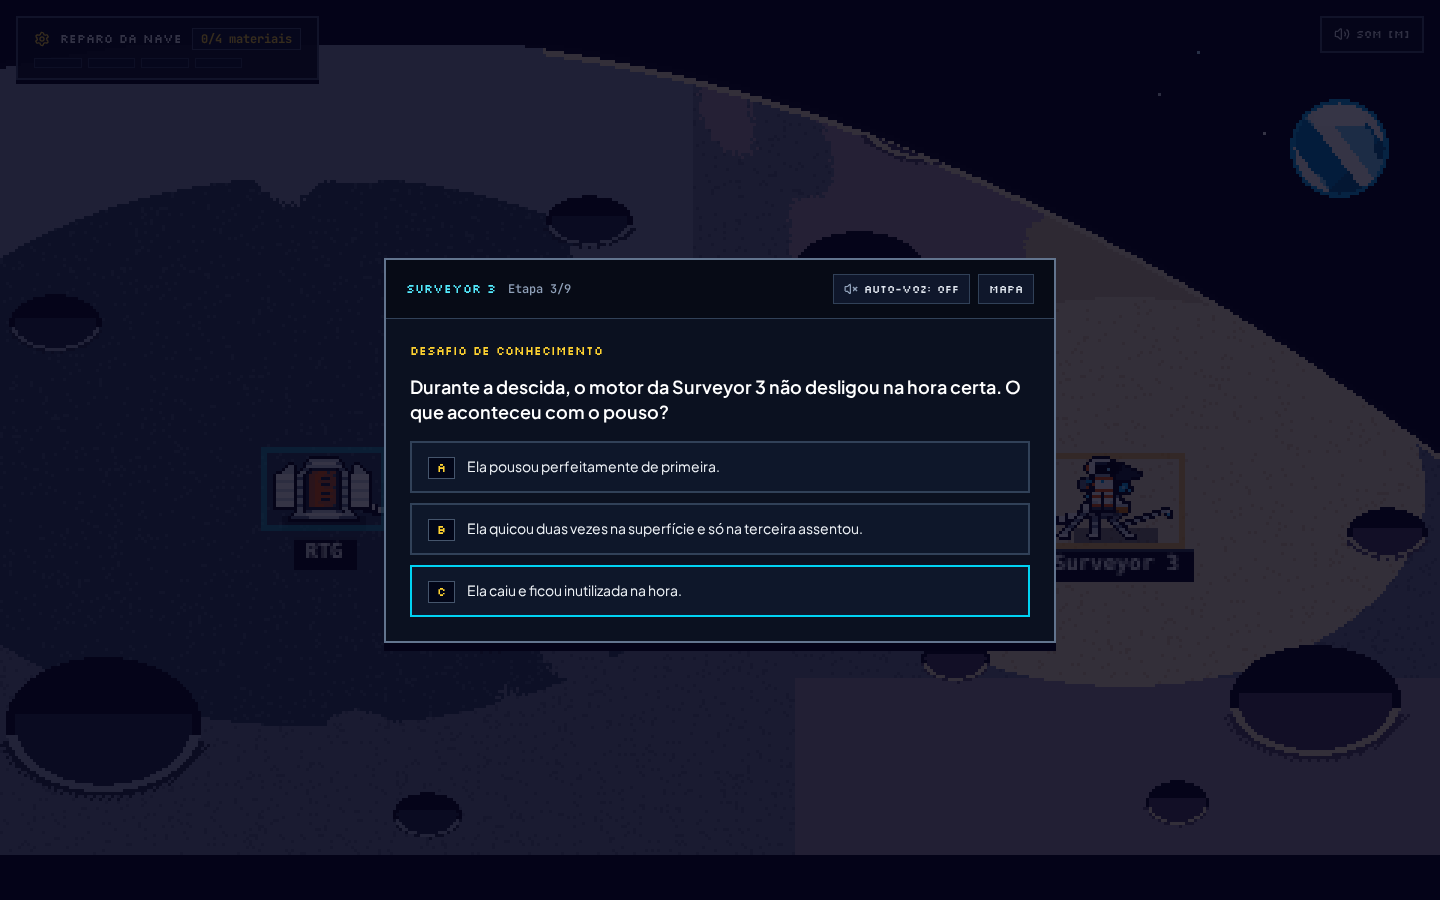 REPARO DA NAVE 0/4 materiais
SOM [M]
SURVEYOR 3 Etapa 3/9
AUTO-VOZ: OFF MAPA
DESAFIO DE CONHECIMENTO
Durante a descida, o motor da Surveyor 3 não desligou na hora certa. O
que aconteceu com o pouso?
A Ela pousou perfeitamente de primeira.
B Ela quicou duas vezes na superfície e só na terceira assentou.
C Ela caiu e ficou inutilizada na hora.
RTG
Surveyor 3